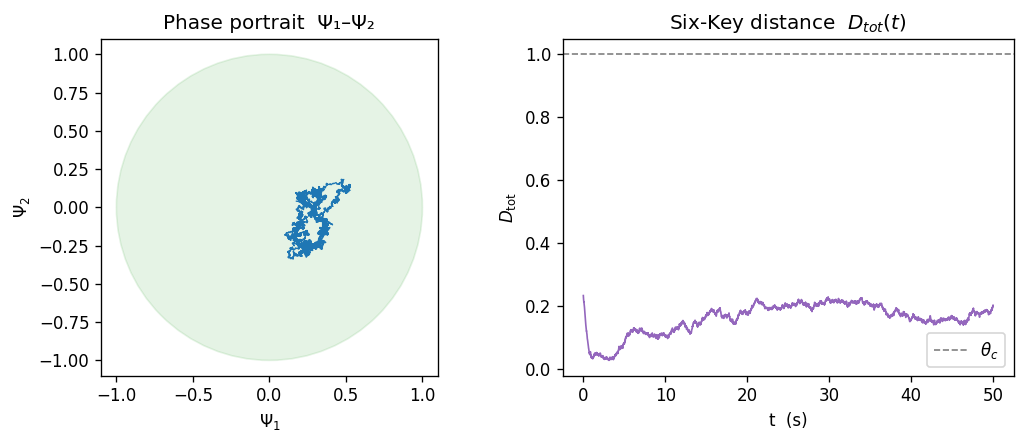 Phase portrait Ψ₁–Ψ₂
1.00
0.75
0.50
0.25
0.00
−0.25
−0.50
−0.75
−1.00
Ψ₂
−1.0 −0.5 0.0 0.5 1.0
Ψ₁
Six-Key distance D_tot(t)
1.0
0.8
0.6
0.4
0.2
0.0
D_tot
θ_c
0 10 20 30 40 50
t (s)